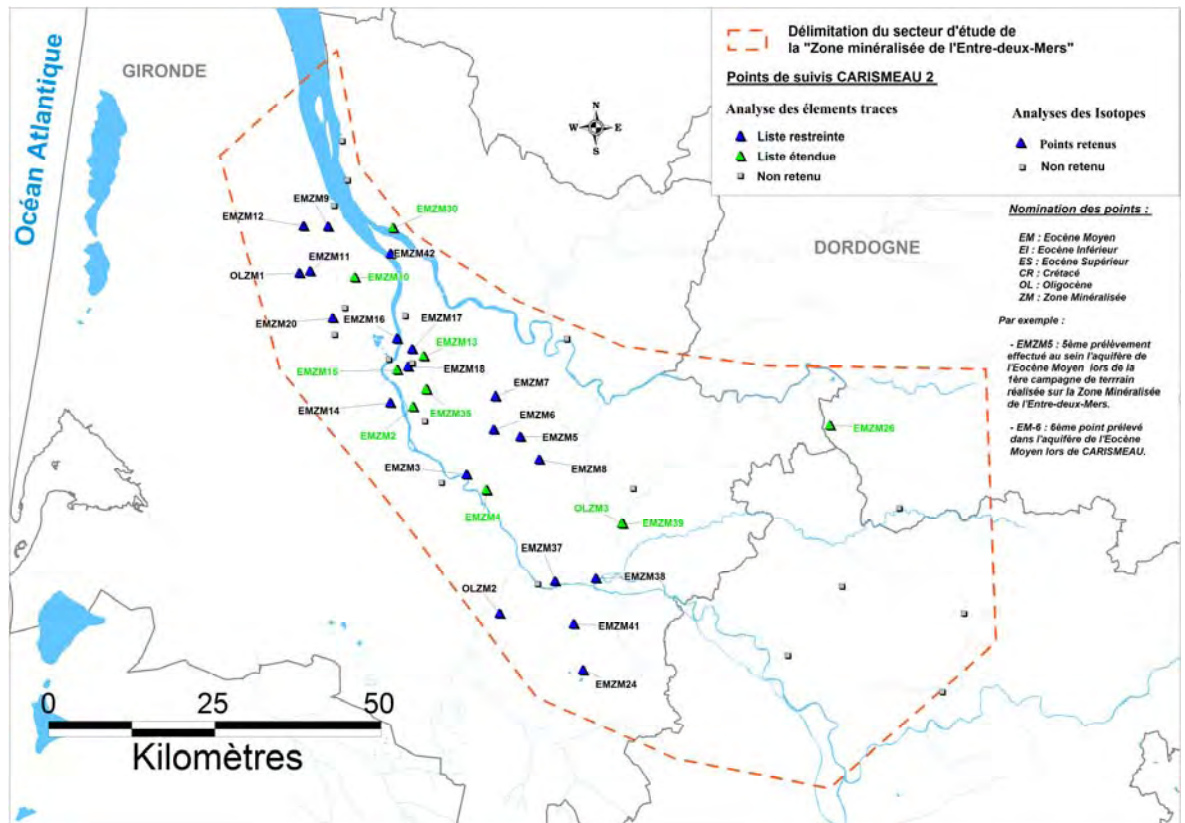 Océan Atlantique
GIRONDE
DORDOGNE
Délimitation du secteur d'étude de
la "Zone minéralisée de l'Entre-deux-Mers"
Points de suivis CARISMEAU 2
Analyse des élements traces
Liste restreinte
Liste étendue
Non retenu
Analyses des Isotopes
Points retenus
Non retenu
N
W E
S
Nomination des points :
EM : Eocène Moyen
EI : Eocène Inférieur
ES : Eocène Supérieur
CR : Crétacé
OL : Oligocène
ZM : Zone Minéralisée
Par exemple :
- EMZM5 : 5ème prélèvement
effectué au sein l'aquifère de
l'Eocène Moyen lors de la
1ère campagne de terrrain
réalisée sur la Zone Minéralisée
de l'Entre-deux-Mers.
- EM-6 : 6ème point prélevé
dans l'aquifère de l'Eocène
Moyen lors de CARISMEAU.
EMZM12
EMZM9
EMZM30
EMZM42
EMZM11
OLZM1
EMZM10
EMZM20
EMZM16
EMZM17
EMZM13
EMZM15
EMZM18
EMZM14
EMZM35
EMZM2
EMZM7
EMZM6
EMZM5
EMZM8
EMZM26
EMZM3
EMZM4
OLZM3
EMZM39
EMZM37
EMZM38
OLZM2
EMZM41
EMZM24
0 25 50
Kilomètres